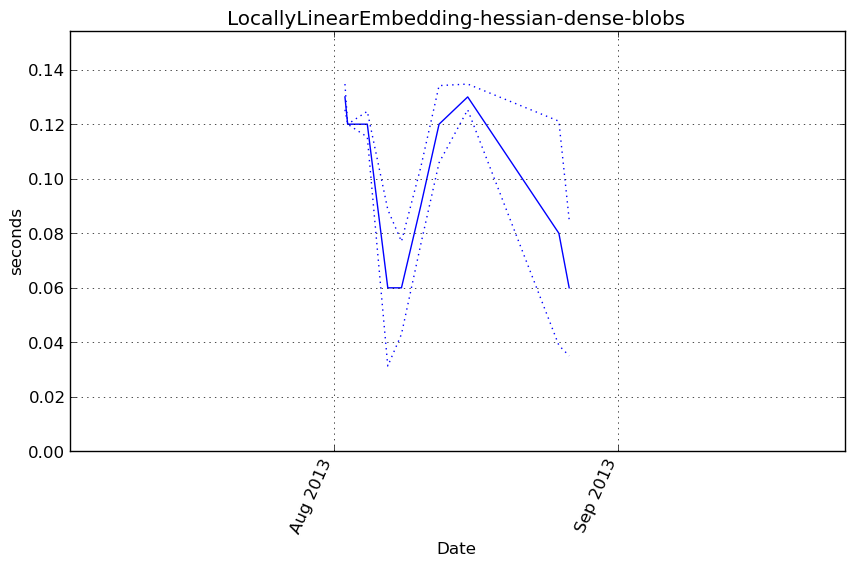 LocallyLinearEmbedding-hessian-dense-blobs
0.14
0.12
0.10
0.08
0.06
0.04
0.02
0.00
seconds
Aug 2013
Sep 2013
Date